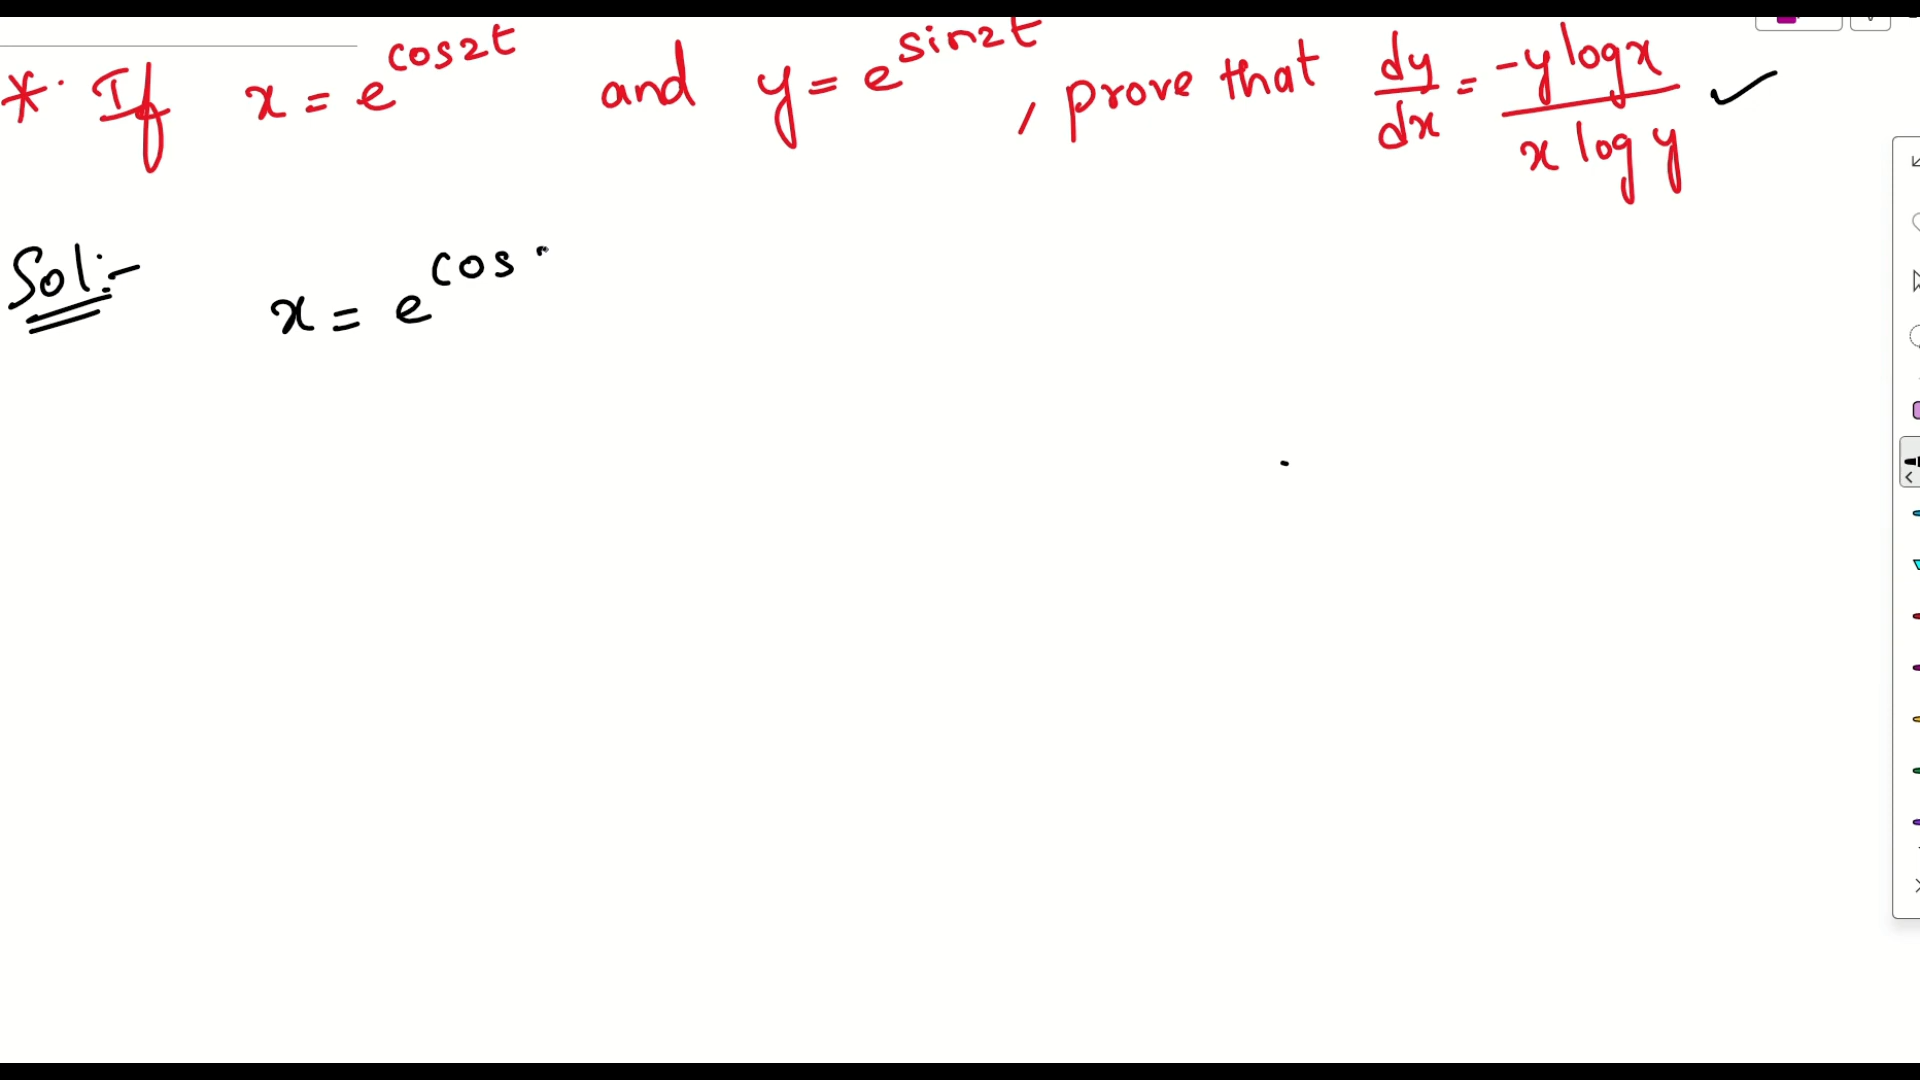 * · If x = e^cos2t and y = e^sin2t , prove that dy/dx = -y log x / x log y ✓
Sol:- x = e^cos